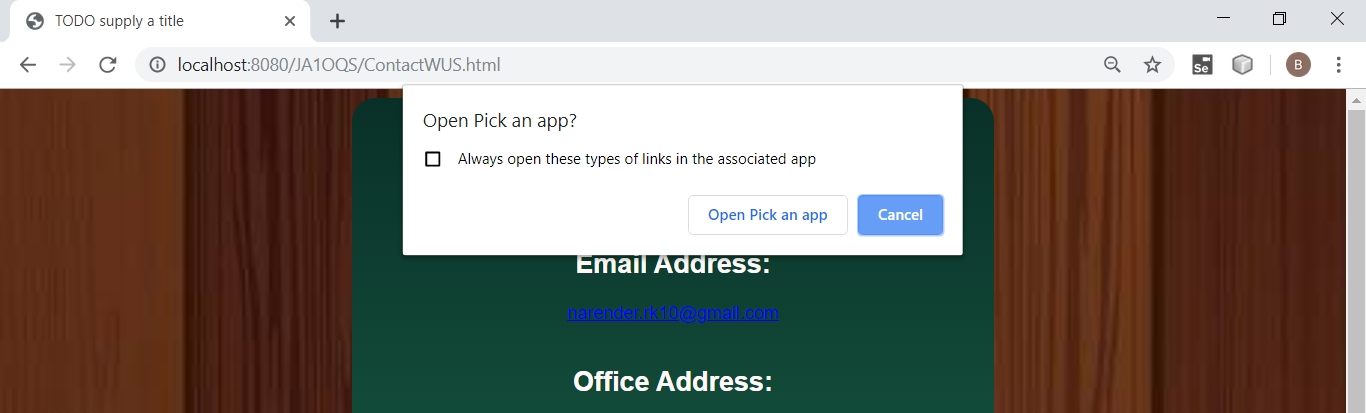 TODO supply a title
localhost:8080/JA1OQS/ContactWUS.html
Se
B
Open Pick an app?
Always open these types of links in the associated app
Open Pick an app
Cancel
Email Address:
narender.rk10@gmail.com
Office Address: